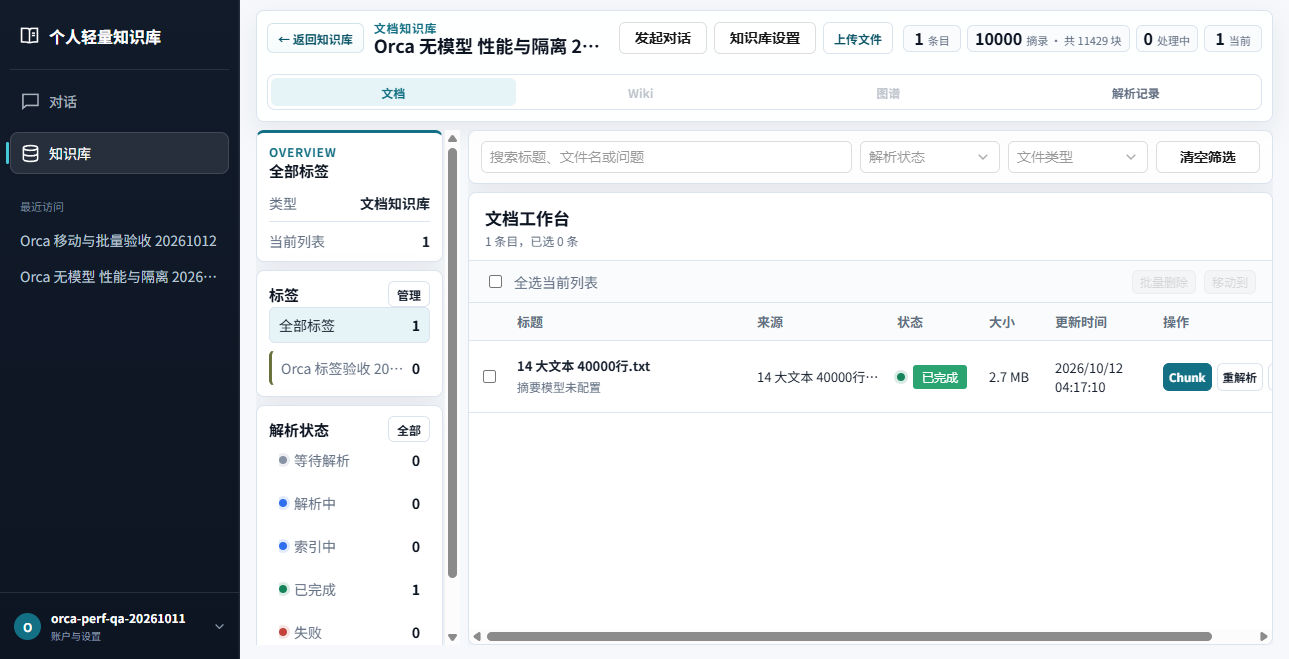 个人轻量知识库
对话
知识库
最近访问
Orca 移动与批量验收 20261012
Orca 无模型 性能与隔离 2026…
O
orca-perf-qa-20261011
账户与设置
← 返回知识库
文档知识库
Orca 无模型 性能与隔离 2…
发起对话
知识库设置
上传文件
1 条目
10000 摘录 · 共 11429 块
0 处理中
1 当前
文档
Wiki
图谱
解析记录
OVERVIEW
全部标签
类型 文档知识库
当前列表 1
标签 管理
全部标签 1
Orca 标签验收 20… 0
解析状态 全部
等待解析 0
解析中 0
索引中 0
已完成 1
失败 0
搜索标题、文件名或问题
解析状态
文件类型
清空筛选
文档工作台
1 条目，已选 0 条
全选当前列表
批量删除
移动到
标题 来源 状态 大小 更新时间 操作
14 大文本 40000行.txt
摘要模型未配置
14 大文本 40000行…
已完成
2.7 MB
2026/10/12
04:17:10
Chunk
重解析